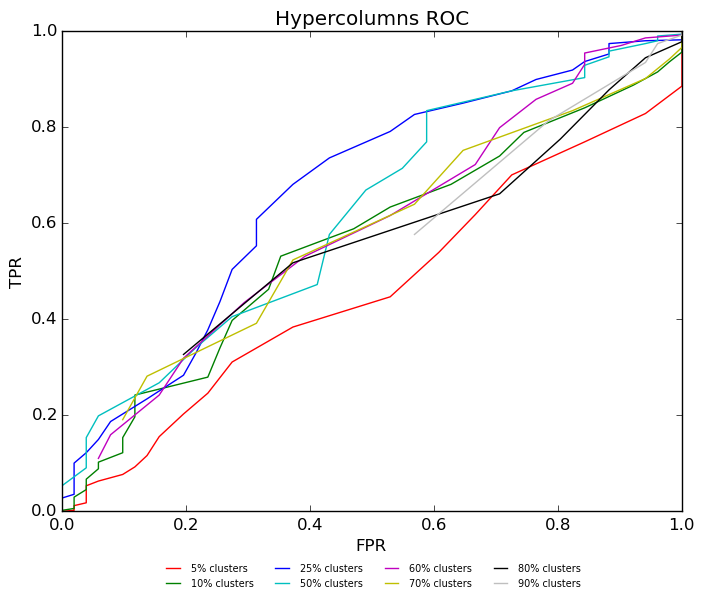 Hypercolumns ROC
1.0
0.8
0.6
0.4
0.2
0.0
TPR
0.0 0.2 0.4 0.6 0.8 1.0
FPR
5% clusters 25% clusters 60% clusters 80% clusters
10% clusters 50% clusters 70% clusters 90% clusters